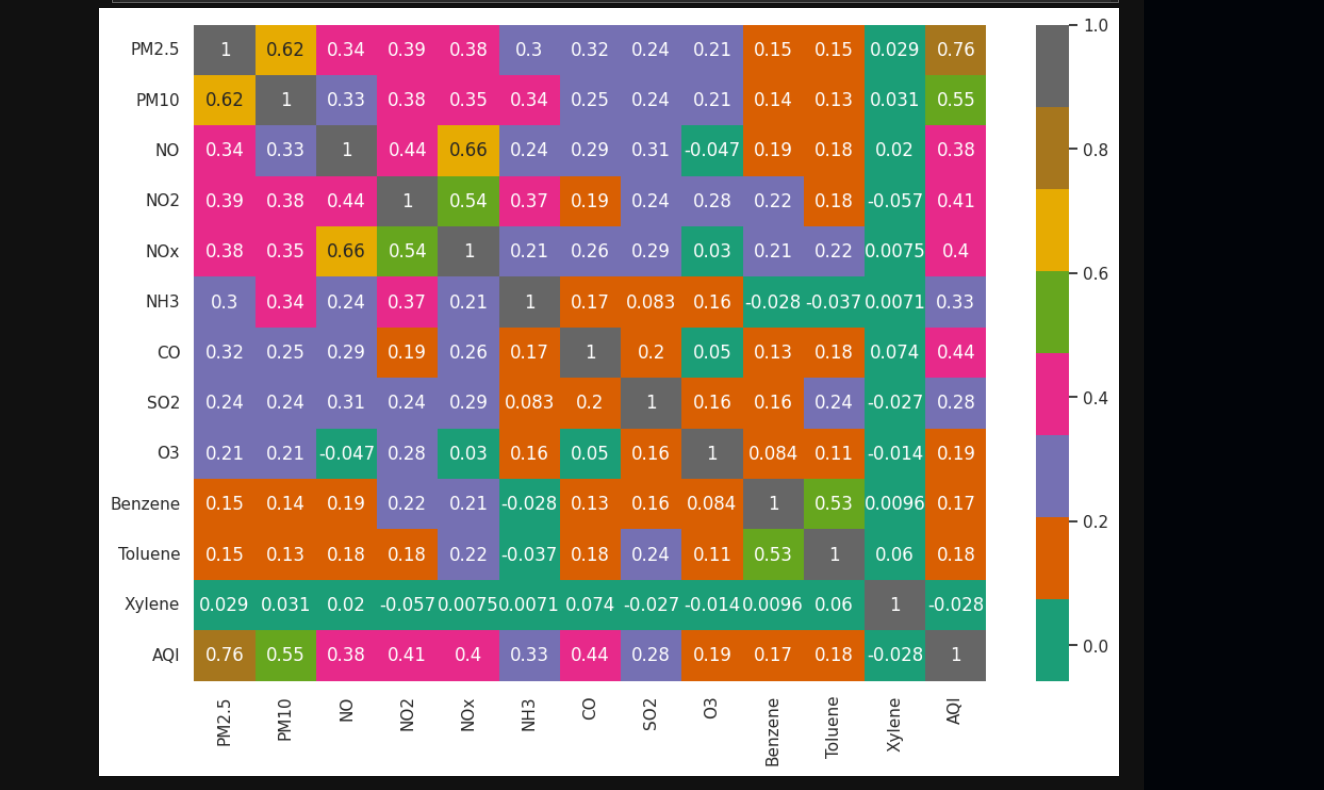 PM2.5 1 0.62 0.34 0.39 0.38 0.3 0.32 0.24 0.21 0.15 0.15 0.029 0.76 1.0
PM10 0.62 1 0.33 0.38 0.35 0.34 0.25 0.24 0.21 0.14 0.13 0.031 0.55
NO 0.34 0.33 1 0.44 0.66 0.24 0.29 0.31 -0.047 0.19 0.18 0.02 0.38 0.8
NO2 0.39 0.38 0.44 1 0.54 0.37 0.19 0.24 0.28 0.22 0.18 -0.057 0.41
NOx 0.38 0.35 0.66 0.54 1 0.21 0.26 0.29 0.03 0.21 0.22 0.0075 0.4 0.6
NH3 0.3 0.34 0.24 0.37 0.21 1 0.17 0.083 0.16 -0.028 -0.037 0.0071 0.33
CO 0.32 0.25 0.29 0.19 0.26 0.17 1 0.2 0.05 0.13 0.18 0.074 0.44
SO2 0.24 0.24 0.31 0.24 0.29 0.083 0.2 1 0.16 0.16 0.24 -0.027 0.28 0.4
O3 0.21 0.21 -0.047 0.28 0.03 0.16 0.05 0.16 1 0.084 0.11 -0.014 0.19
Benzene 0.15 0.14 0.19 0.22 0.21 -0.028 0.13 0.16 0.084 1 0.53 0.0096 0.17 0.2
Toluene 0.15 0.13 0.18 0.18 0.22 -0.037 0.18 0.24 0.11 0.53 1 0.06 0.18
Xylene 0.029 0.031 0.02 -0.057 0.0075 0.0071 0.074 -0.027 -0.014 0.0096 0.06 1 -0.028
AQI 0.76 0.55 0.38 0.41 0.4 0.33 0.44 0.28 0.19 0.17 0.18 -0.028 1 0.0
PM2.5 PM10 NO NO2 NOx NH3 CO SO2 O3 Benzene Toluene Xylene AQI